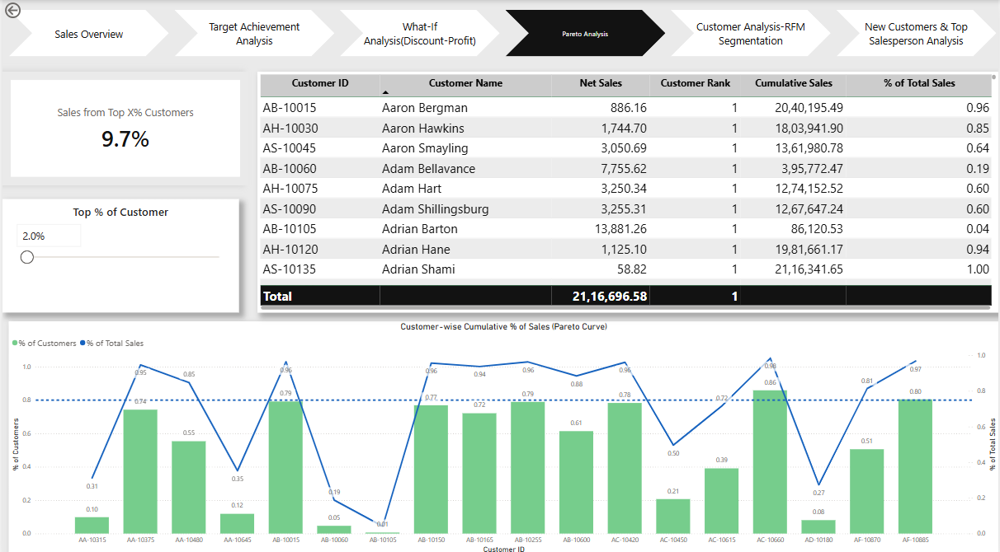 Sales Overview
Target Achievement
Analysis
What-If
Analysis(Discount-Profit)
Pareto Analysis
Customer Analysis-RFM
Segmentation
New Customers & Top
Salesperson Analysis
Sales from Top X% Customers
9.7%
Top % of Customer
2.0%
Customer ID Customer Name Net Sales Customer Rank Cumulative Sales % of Total Sales
AB-10015 Aaron Bergman 886.16 1 20,40,195.49 0.96
AH-10030 Aaron Hawkins 1,744.70 1 18,03,941.90 0.85
AS-10045 Aaron Smayling 3,050.69 1 13,61,980.78 0.64
AB-10060 Adam Bellavance 7,755.62 1 3,95,772.47 0.19
AH-10075 Adam Hart 3,250.34 1 12,74,152.52 0.60
AS-10090 Adam Shillingsburg 3,255.31 1 12,67,647.24 0.60
AB-10105 Adrian Barton 13,881.26 1 86,120.53 0.04
AH-10120 Adrian Hane 1,125.10 1 19,81,661.17 0.94
AS-10135 Adrian Shami 58.82 1 21,16,341.65 1.00
Total 21,16,696.58 1
Customer-wise Cumulative % of Sales (Pareto Curve)
% of Customers % of Total Sales
% of Customers
1.0
0.8
0.6
0.4
0.2
0.0
0.31
0.10
0.95
0.74
0.85
0.55
0.35
0.12
0.96
0.79
0.19
0.05
0.01
0.96
0.77
0.94
0.72
0.96
0.79
0.88
0.61
0.96
0.78
0.50
0.21
0.72
0.39
0.98
0.86
0.27
0.08
0.81
0.51
0.97
0.80
1.0
0.8
0.6
0.4
0.2
0.0
% of Total Sales
AA-10315 AA-10375 AA-10480 AA-10645 AB-10015 AB-10060 AB-10105 AB-10150 AB-10165 AB-10255 AB-10600 AC-10420 AC-10450 AC-10615 AC-10660 AD-10180 AF-10870 AF-10885
Customer ID